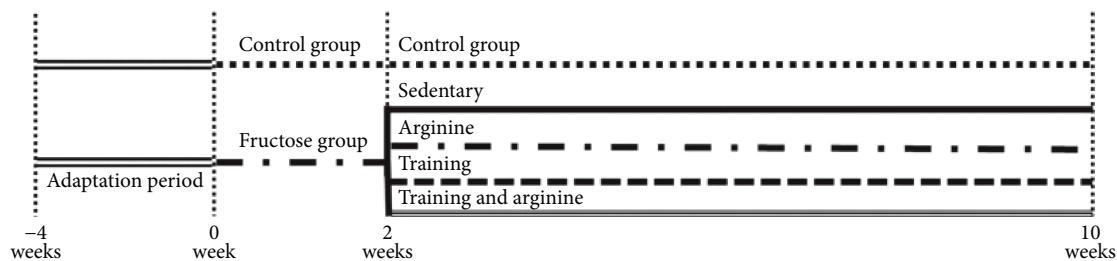 Control group
Control group
Sedentary
Arginine
Fructose group
Training
Adaptation period
Training and arginine
−4
weeks
0
week
2
weeks
10
weeks